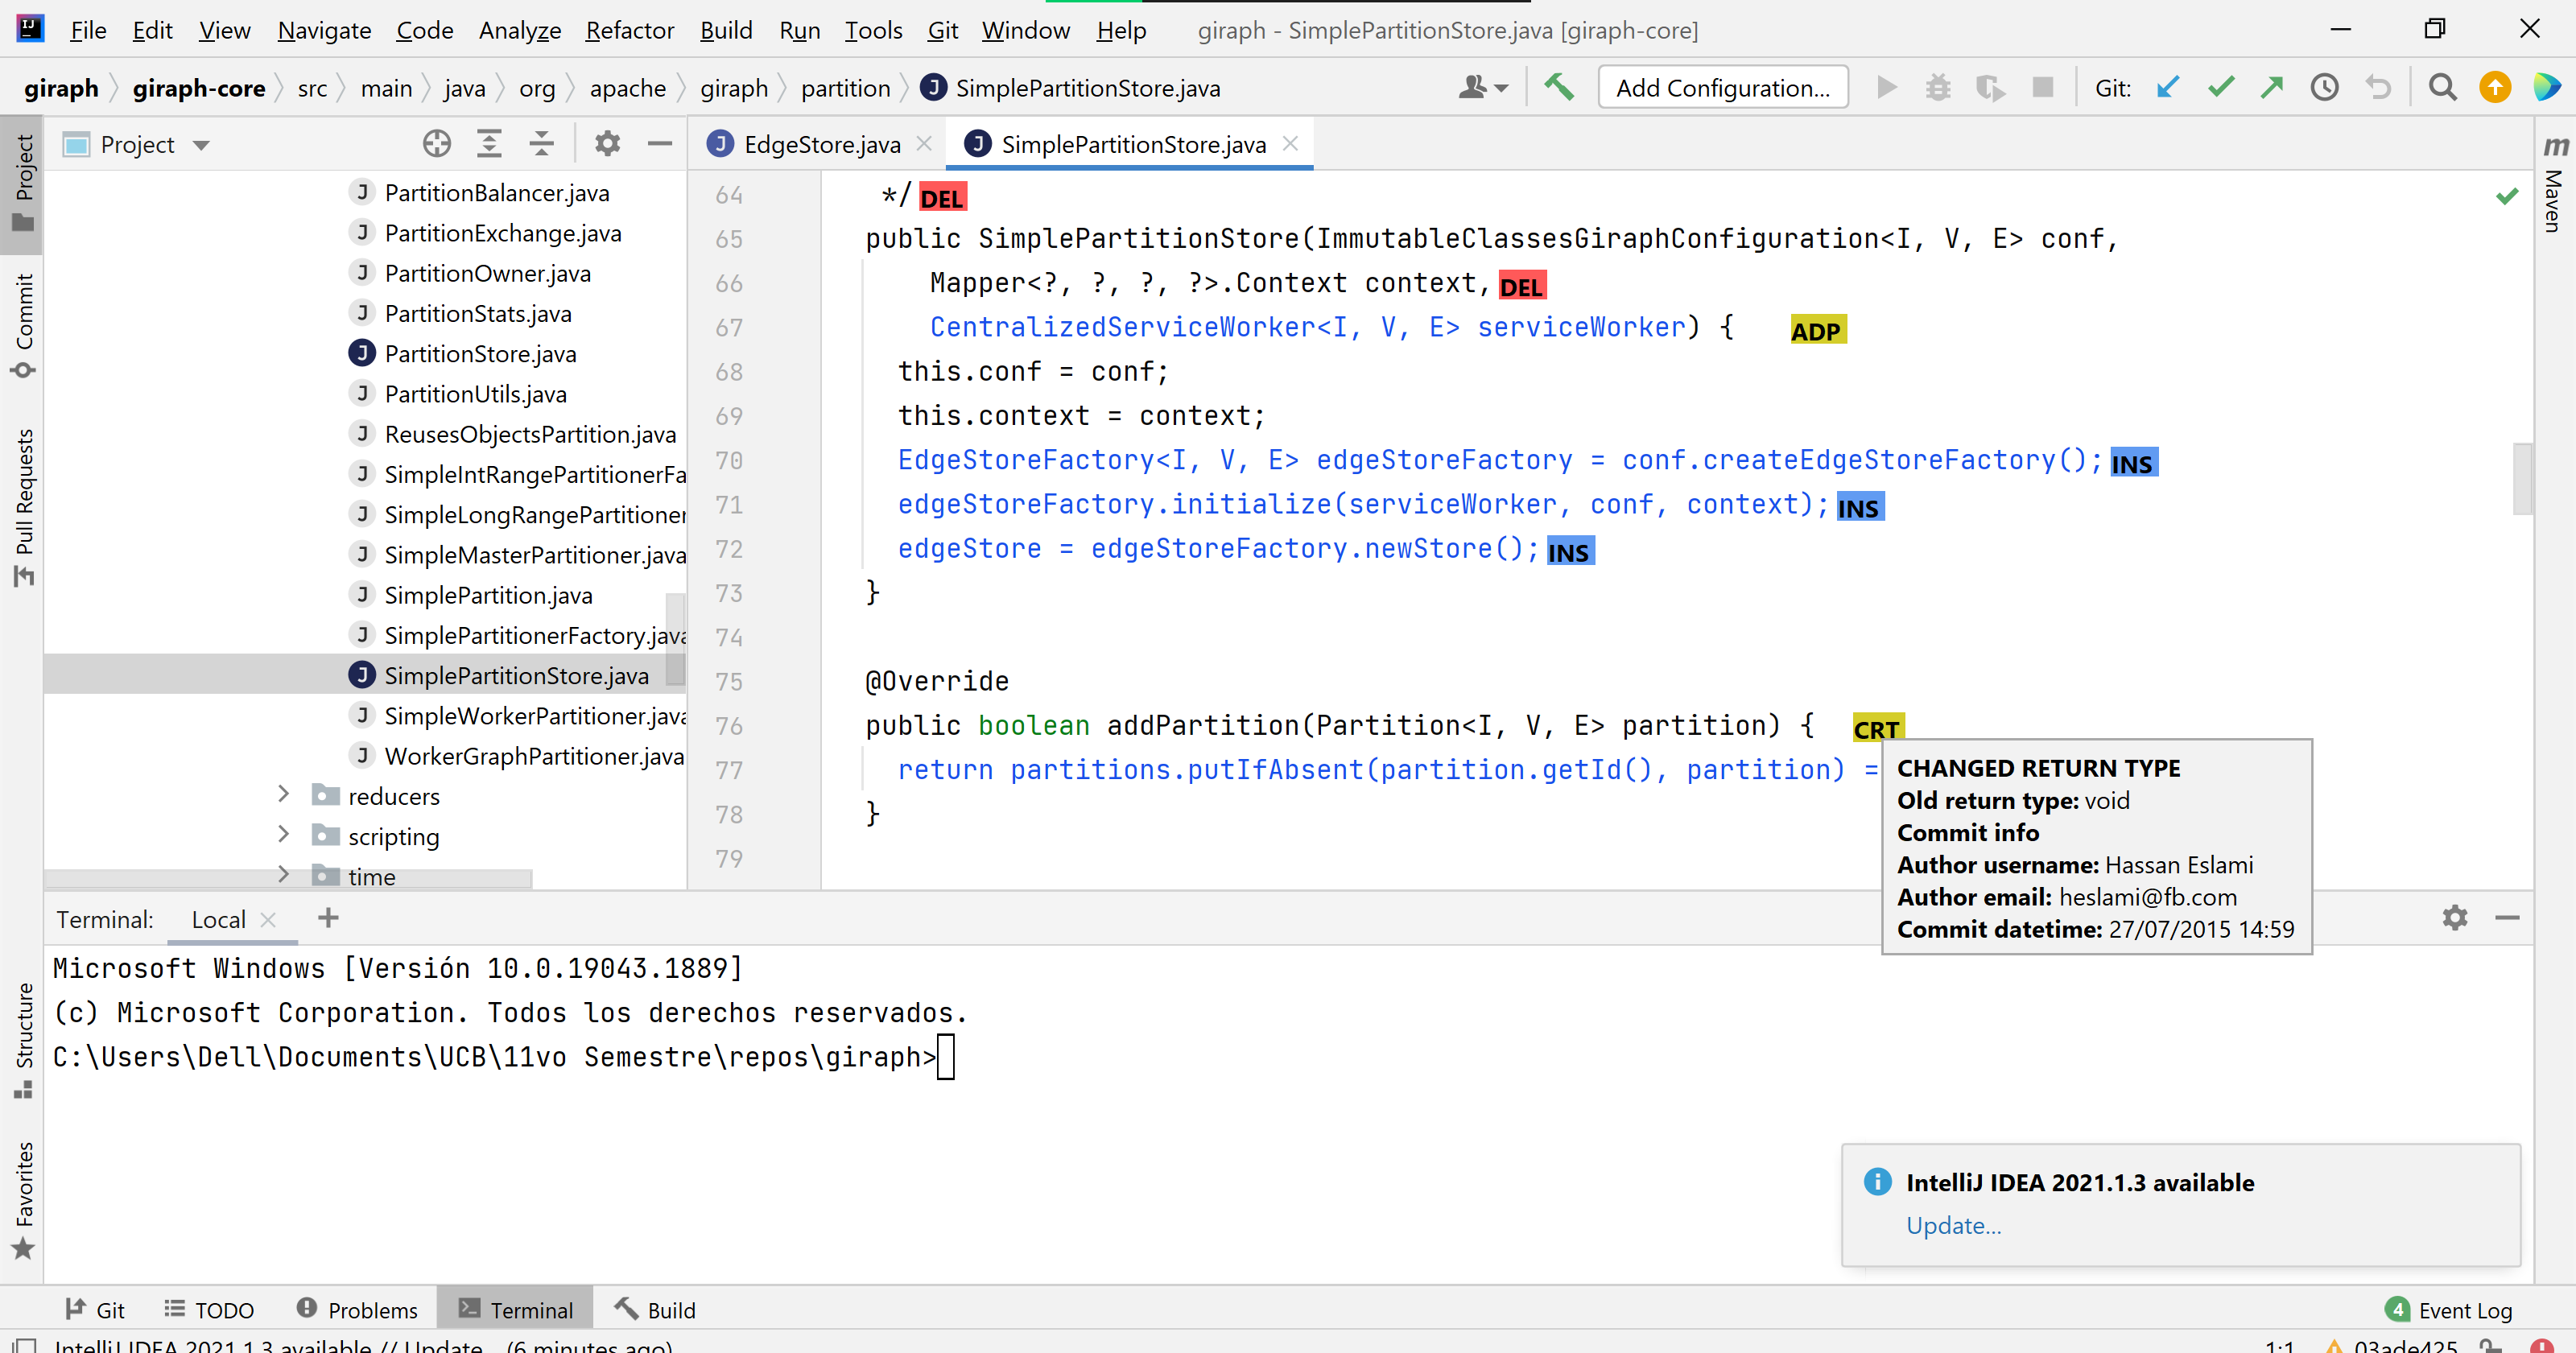 File Edit View Navigate Code Analyze Refactor Build Run Tools Git Window Help giraph - SimplePartitionStore.java [giraph-core]
giraph giraph-core src main java org apache giraph partition SimplePartitionStore.java Add Configuration... Git:
Project
Commit
Pull Requests
Structure
Favorites
Project
PartitionBalancer.java
PartitionExchange.java
PartitionOwner.java
PartitionStats.java
PartitionStore.java
PartitionUtils.java
ReusesObjectsPartition.java
SimpleIntRangePartitionerFa
SimpleLongRangePartitioner
SimpleMasterPartitioner.java
SimplePartition.java
SimplePartitionerFactory.java
SimplePartitionStore.java
SimpleWorkerPartitioner.java
WorkerGraphPartitioner.java
reducers
scripting
time
EdgeStore.java SimplePartitionStore.java
64 */ DEL
65 public SimplePartitionStore(ImmutableClassesGiraphConfiguration<I, V, E> conf,
66 Mapper<?, ?, ?, ?>.Context context, DEL
67 CentralizedServiceWorker<I, V, E> serviceWorker) { ADP
68 this.conf = conf;
69 this.context = context;
70 EdgeStoreFactory<I, V, E> edgeStoreFactory = conf.createEdgeStoreFactory(); INS
71 edgeStoreFactory.initialize(serviceWorker, conf, context); INS
72 edgeStore = edgeStoreFactory.newStore(); INS
73 }
74
75 @Override
76 public boolean addPartition(Partition<I, V, E> partition) { CRT
77 return partitions.putIfAbsent(partition.getId(), partition) =
78 }
79
CHANGED RETURN TYPE
Old return type: void
Commit info
Author username: Hassan Eslami
Author email: heslami@fb.com
Commit datetime: 27/07/2015 14:59
Maven
Terminal: Local
Microsoft Windows [Versión 10.0.19043.1889]
(c) Microsoft Corporation. Todos los derechos reservados.
C:\Users\Dell\Documents\UCB\11vo Semestre\repos\giraph>
IntelliJ IDEA 2021.1.3 available
Update...
Git TODO Problems Terminal Build 4 Event Log
IntelliJ IDEA 2021.1.3 available // Update... (6 minutes ago) 1:1 03ade425